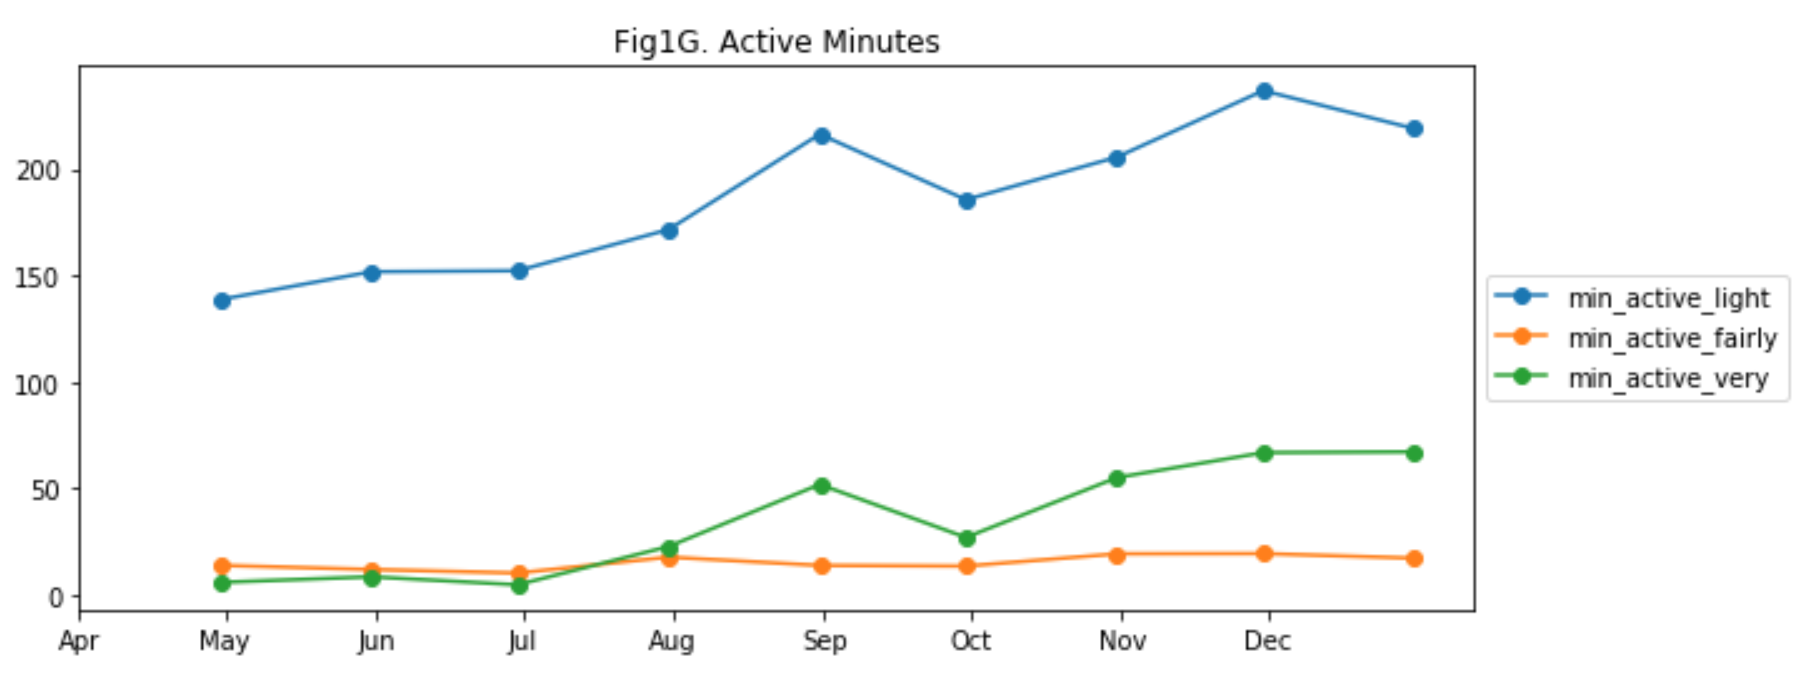 Fig1G. Active Minutes
200
150
100
50
0
Apr May Jun Jul Aug Sep Oct Nov Dec
min_active_light
min_active_fairly
min_active_very